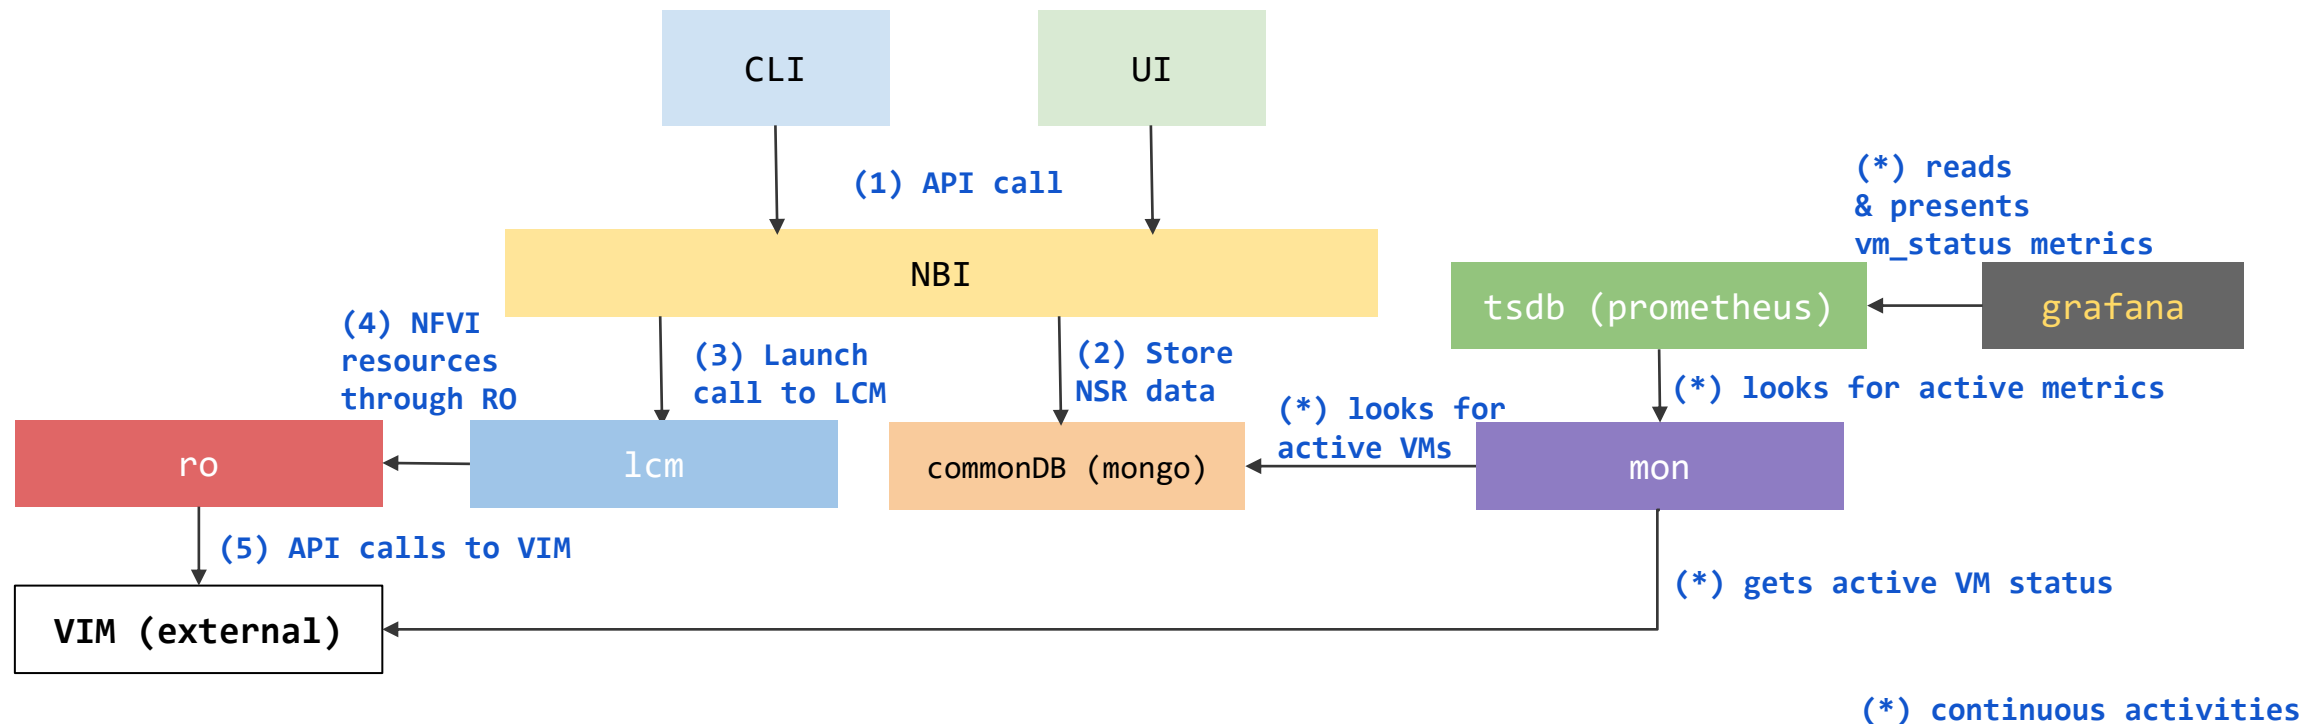 CLI
UI
(1) API call
(*) reads
& presents
vm_status metrics
NBI
tsdb (prometheus)
grafana
(4) NFVI
resources
through RO
(3) Launch
call to LCM
(2) Store
NSR data
(*) looks for active metrics
(*) looks for
active VMs
ro
lcm
commonDB (mongo)
mon
(5) API calls to VIM
(*) gets active VM status
VIM (external)
(*) continuous activities